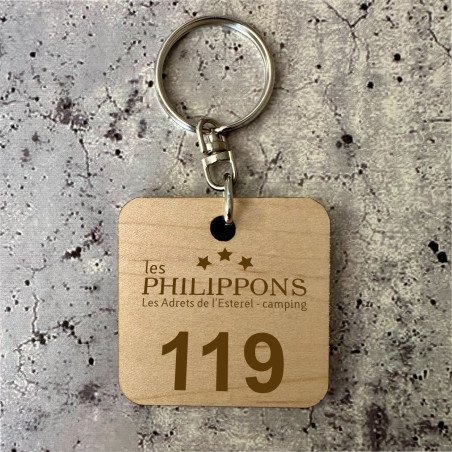 les
PHILIPPONS
Les Adrets de l'Esterel - camping
119